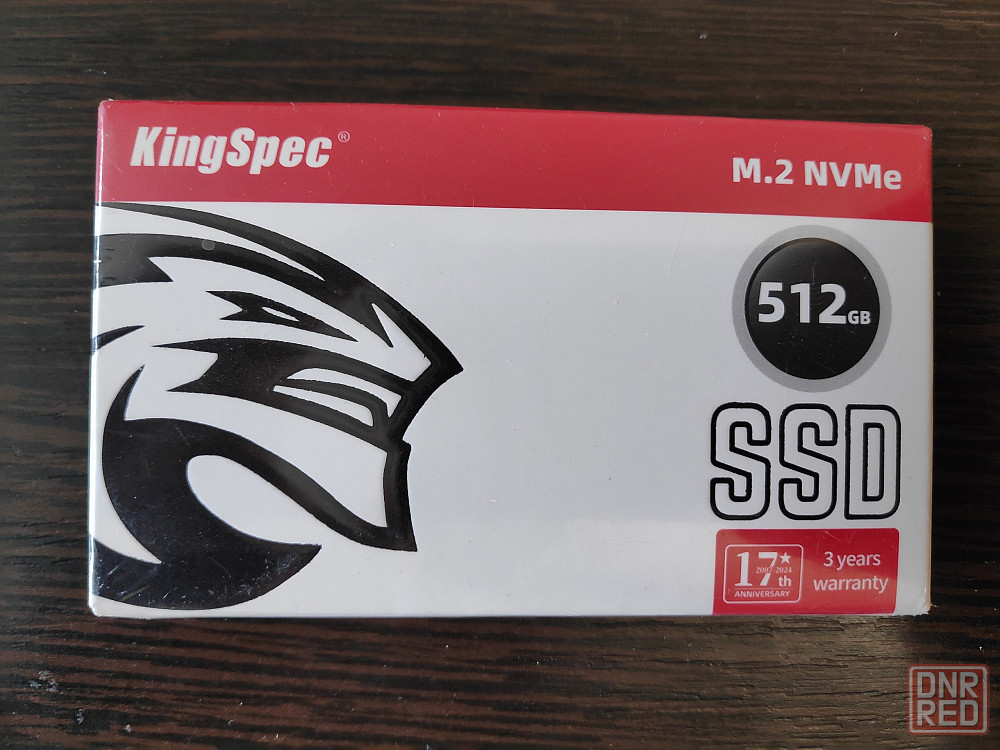 KingSpec®
M.2 NVMe
512GB
SSD
17th
2007-2024
ANNIVERSARY
3 years
warranty
DNR
RED